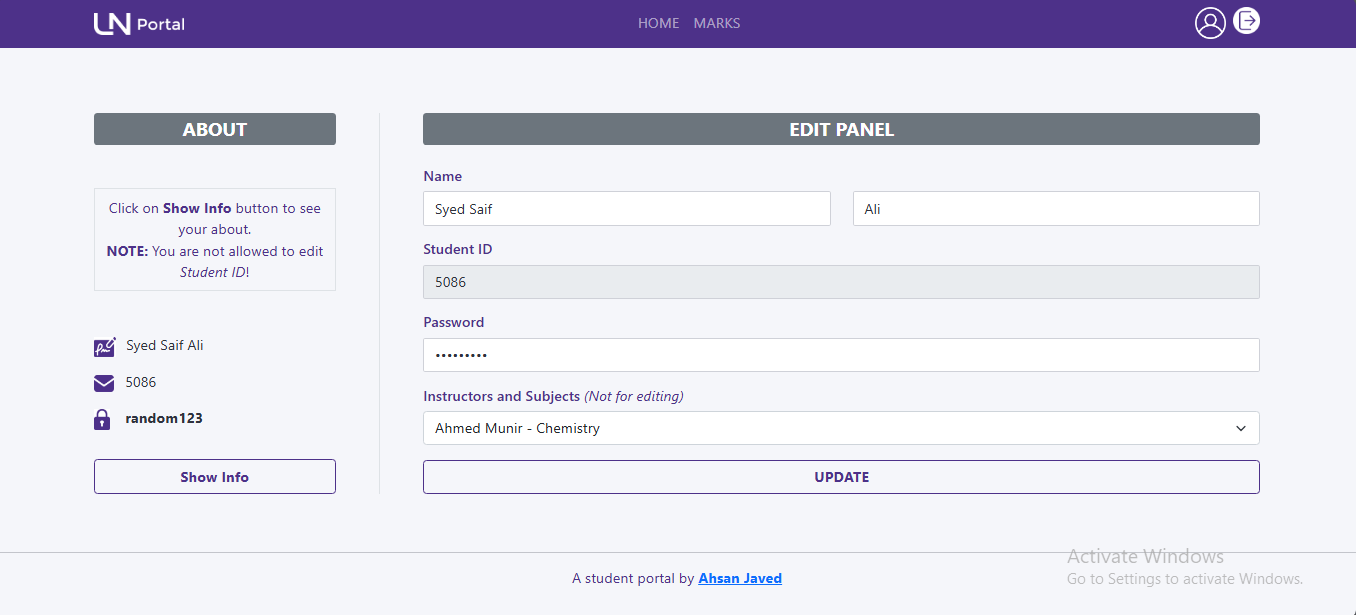 LN Portal
HOME MARKS
ABOUT
Click on Show Info button to see
your about.
NOTE: You are not allowed to edit
Student ID!
Syed Saif Ali
5086
random123
Show Info
EDIT PANEL
Name
Syed Saif
Ali
Student ID
5086
Password
•••••••••
Instructors and Subjects (Not for editing)
Ahmed Munir - Chemistry
UPDATE
A student portal by Ahsan Javed
Activate Windows
Go to Settings to activate Windows.